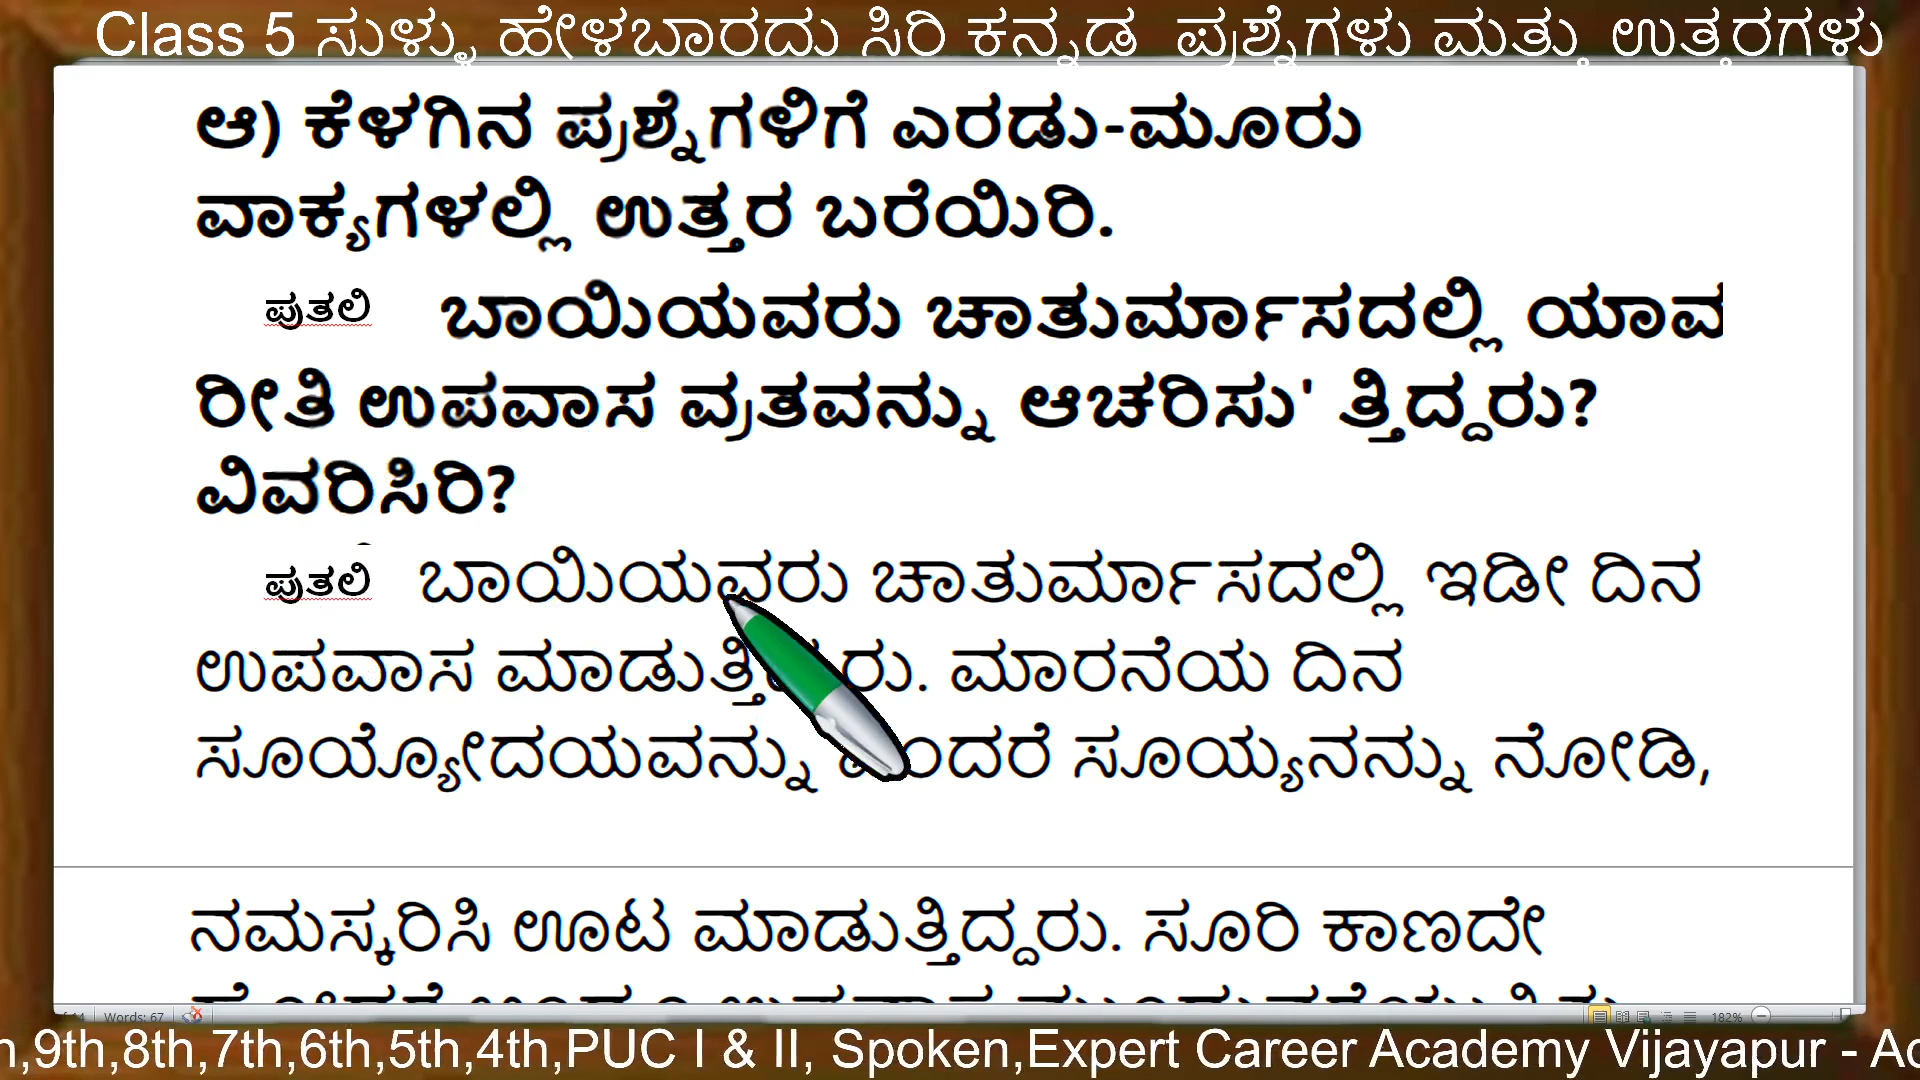 Class 5 ಸುಳ್ಳು ಹೇಳಬಾರದು ಸಿರಿ ಕನ್ನಡ ಪ್ರಶ್ನೆಗಳು ಮತ್ತು ಉತ್ತರಗಳು
ಆ) ಕೆಳಗಿನ ಪ್ರಶ್ನೆಗಳಿಗೆ ಎರಡು-ಮೂರು
ವಾಕ್ಯಗಳಲ್ಲಿ ಉತ್ತರ ಬರೆಯಿರಿ.
ಪುತಲಿ ಬಾಯಿಯವರು ಚಾತುರ್ಮಾಸದಲ್ಲಿ ಯಾವ
ರೀತಿ ಉಪವಾಸ ವ್ರತವನ್ನು ಆಚರಿಸು' ತ್ತಿದ್ದರು?
ವಿವರಿಸಿರಿ?
ಪುತಲಿ ಬಾಯಿಯವರು ಚಾತುರ್ಮಾಸದಲ್ಲಿ ಇಡೀ ದಿನ
ಉಪವಾಸ ಮಾಡುತ್ತಿದ್ದರು. ಮಾರನೆಯ ದಿನ
ಸೂಯ್ಯೋದಯವನ್ನು ಸೂಯ್ಯನನ್ನು ನೋಡಿ,
ನಮಸ್ಕರಿಸಿ ಊಟ ಮಾಡುತ್ತಿದ್ದರು. ಸೂರಿ ಕಾಣದೇ
Words: 67
182%
,9th,8th,7th,6th,5th,4th,PUC I & II, Spoken,Expert Career Academy Vijayapur -